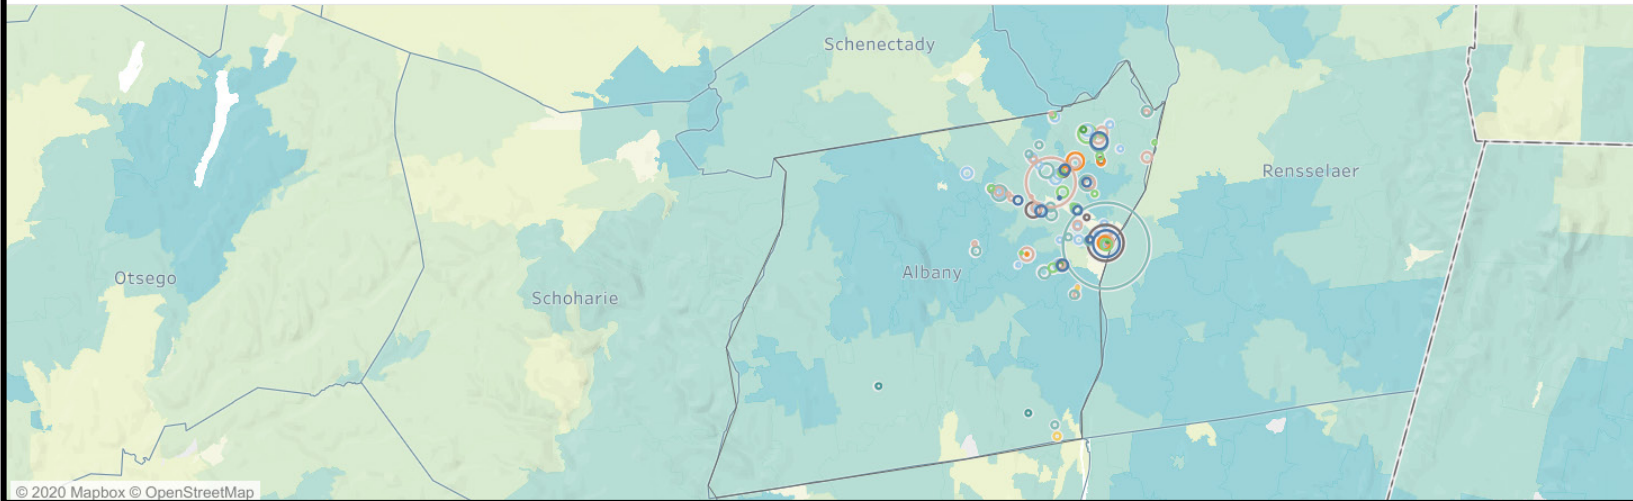 Schenectady
Rensselaer
Otsego
Albany
Schoharie
© 2020 Mapbox © OpenStreetMap